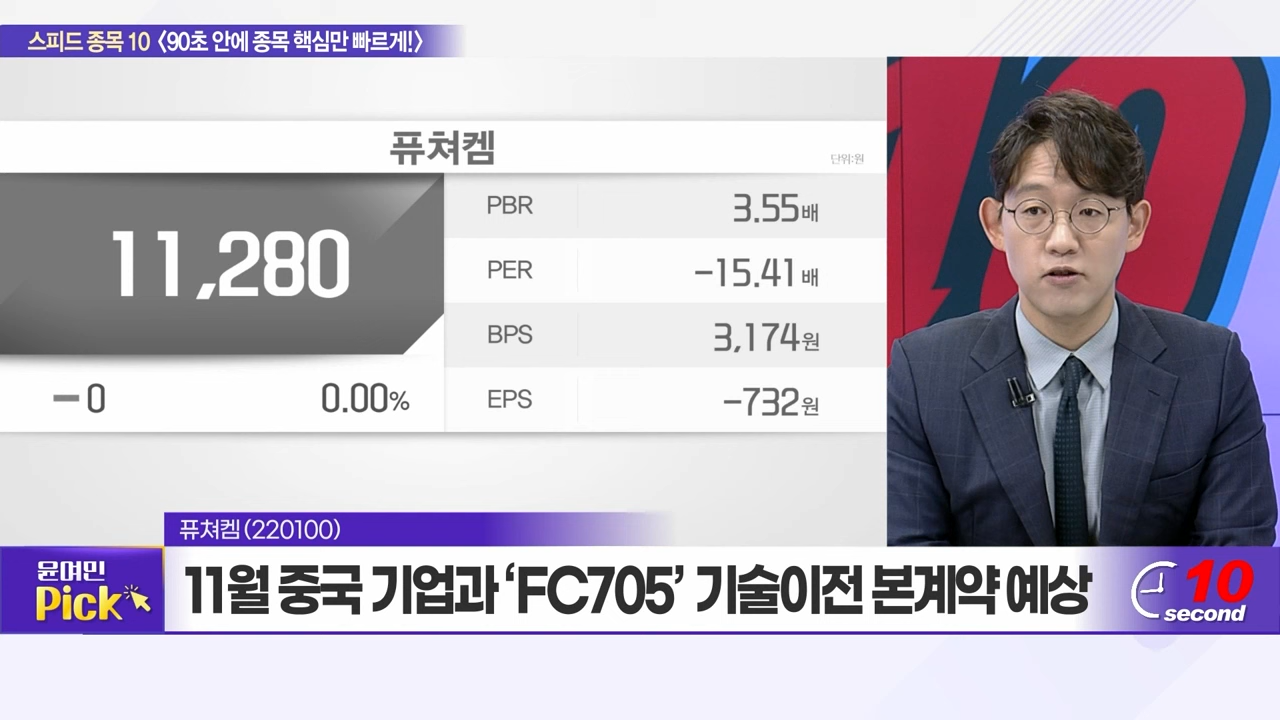 스피드 종목 10 〈90초 안에 종목 핵심만 빠르게!〉
퓨쳐켐
단위:원
11,280
0
0.00%
PBR 3.55배
PER -15.41배
BPS 3,174원
EPS -732원
퓨쳐켐(220100)
윤여민
Pick
11월 중국 기업과 ‘FC705’ 기술이전 본계약 예상
10
second